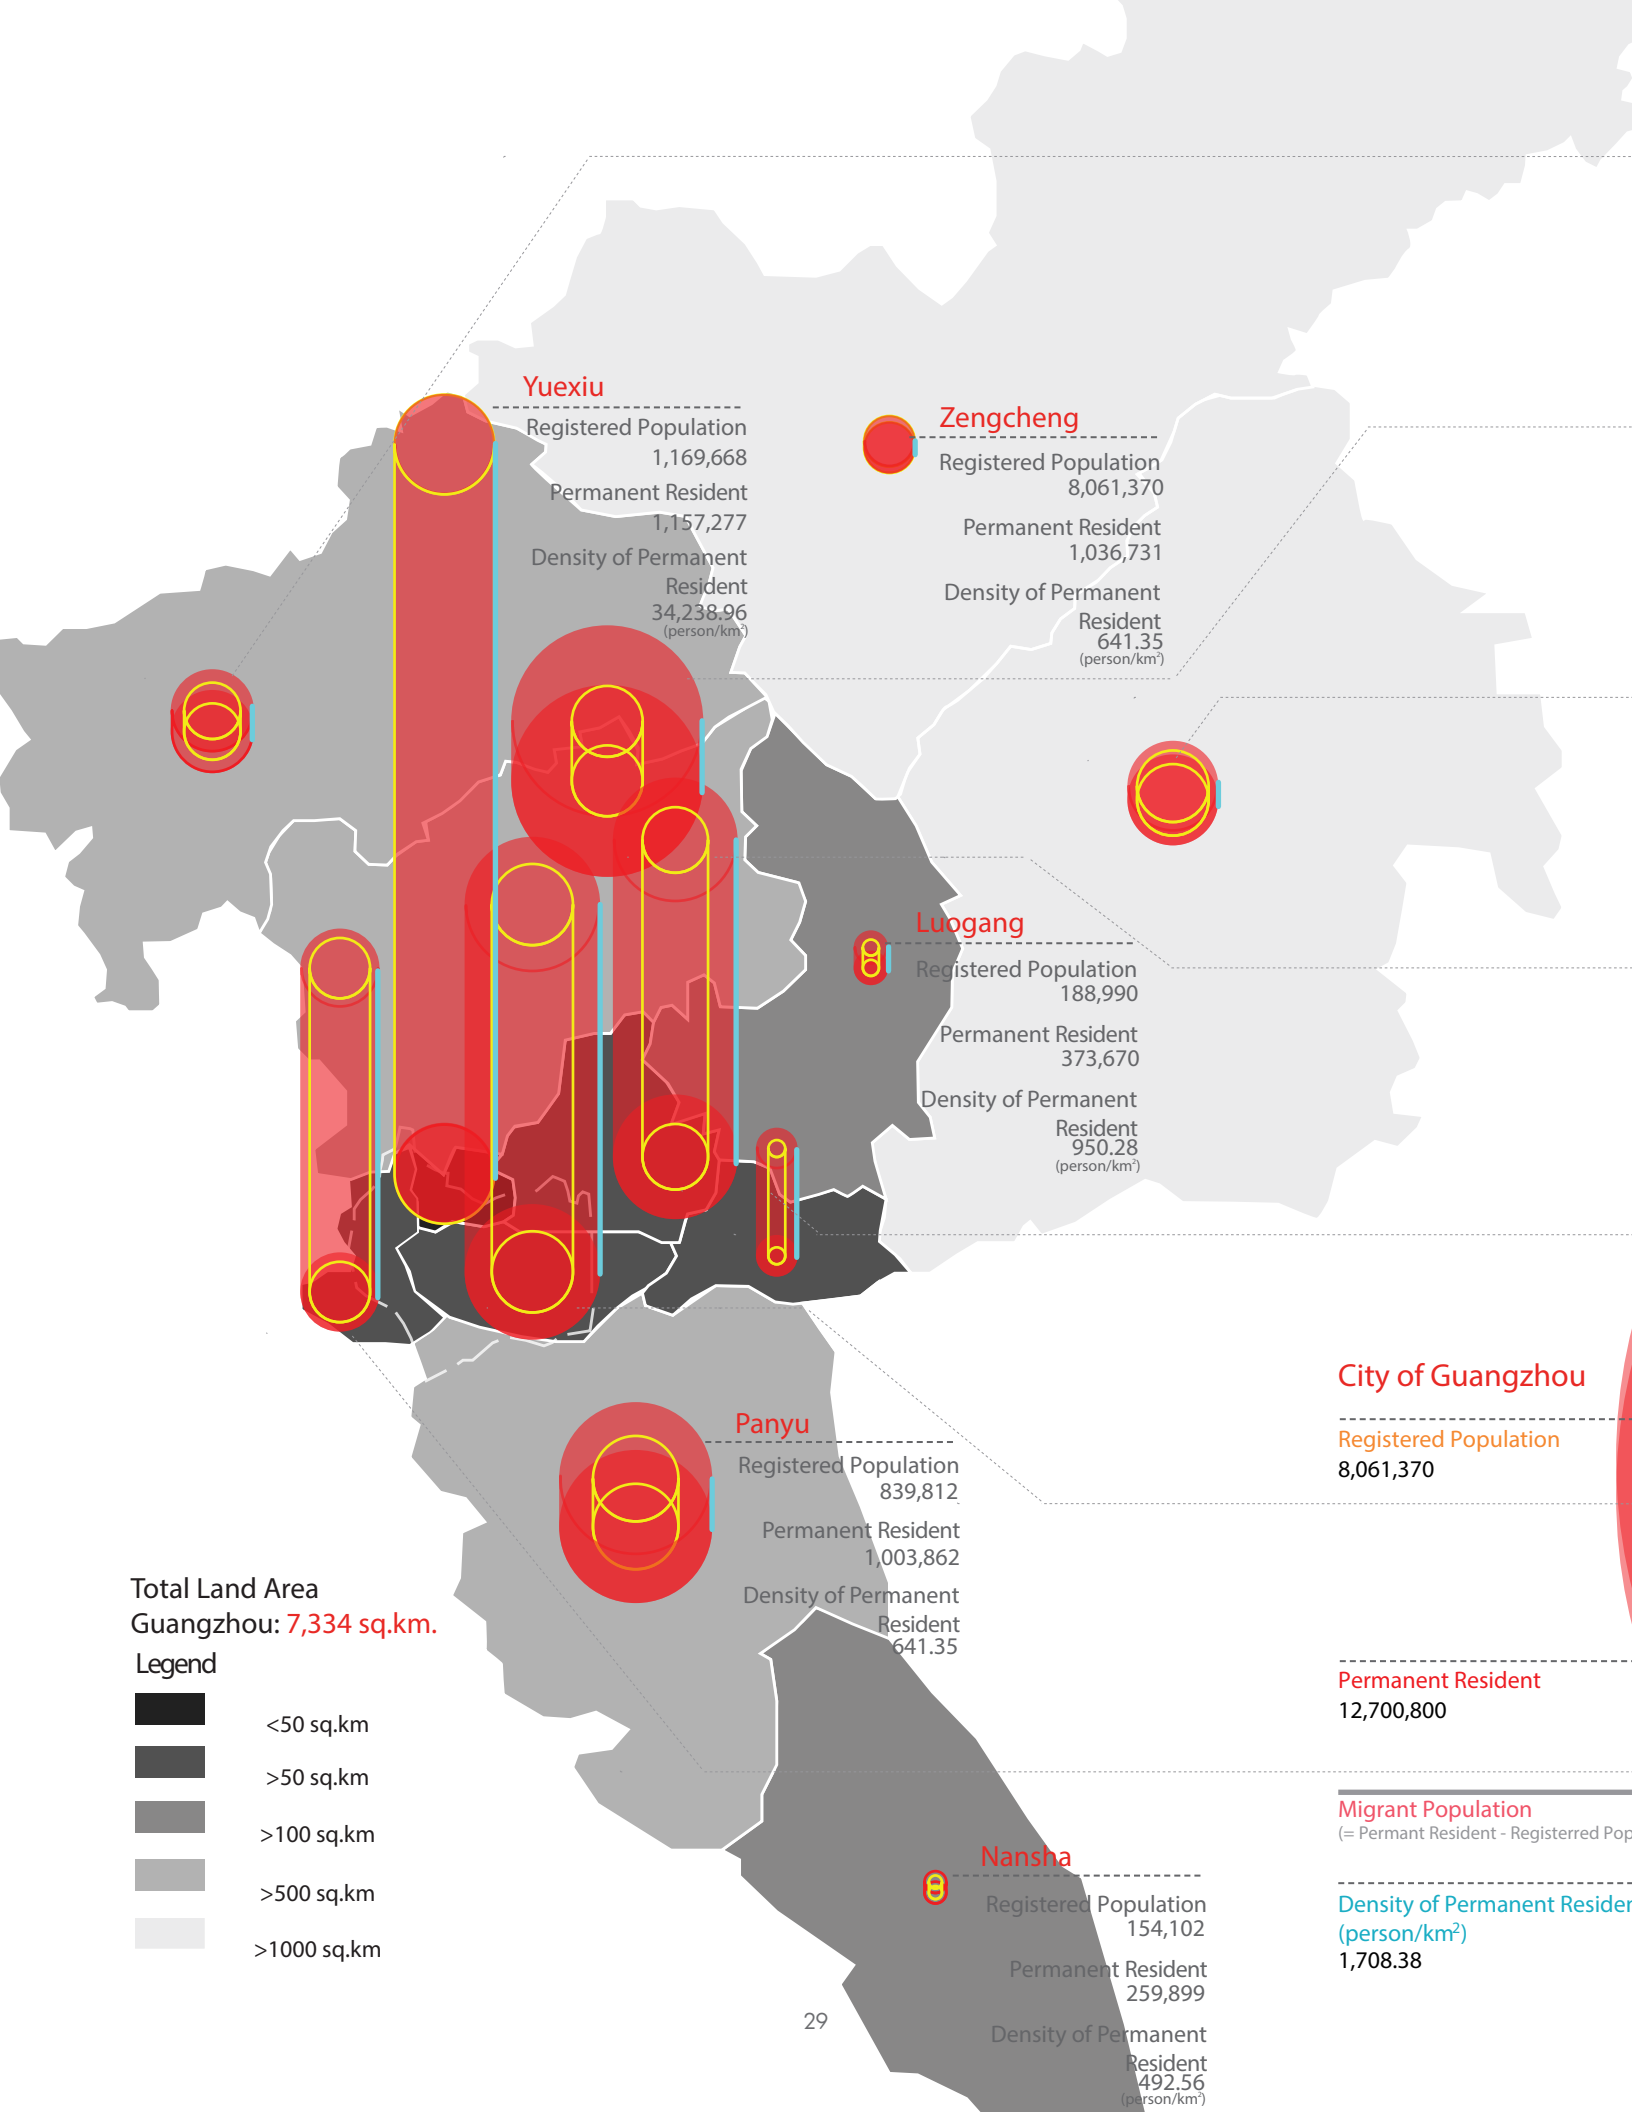 Yuexiu
Registered Population
1,169,668
Permanent Resident
1,157,277
Density of Permanent
Resident
34,238.96
(person/km²)
Zengcheng
Registered Population
8,061,370
Permanent Resident
1,036,731
Density of Permanent
Resident
641.35
(person/km²)
Luogang
Registered Population
188,990
Permanent Resident
373,670
Density of Permanent
Resident
950.28
(person/km²)
Panyu
Registered Population
839,812
Permanent Resident
1,003,862
Density of Permanent
Resident
641.35
City of Guangzhou
Registered Population
8,061,370
Permanent Resident
12,700,800
Migrant Population
(= Permant Resident - Registerred Pop
Density of Permanent Residen
(person/km²)
1,708.38
Total Land Area
Guangzhou: 7,334 sq.km.
Legend
<50 sq.km
>50 sq.km
>100 sq.km
>500 sq.km
>1000 sq.km
Nansha
Registered Population
154,102
Permanent Resident
259,899
Density of Permanent
Resident
492.56
(person/km²)
29